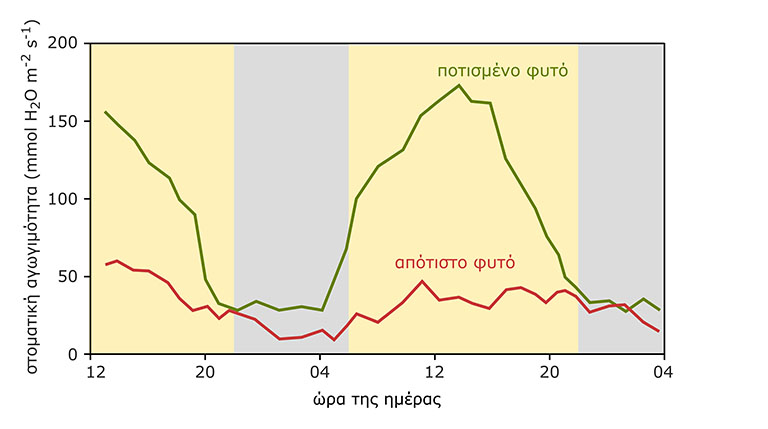 στοματική αγωγιμότητα (mmol H₂O m⁻² s⁻¹)
200
150
100
50
0
ποτισμένο φυτό
απότιστο φυτό
12 20 04 12 20 04
ώρα της ημέρας